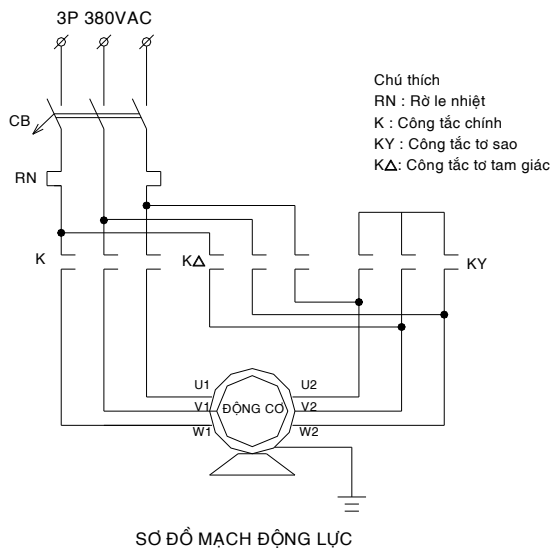 3P 380VAC
CB
RN
Chú thích
RN : Rờ le nhiệt
K : Công tắc chính
KY : Công tắc tơ sao
KΔ: Công tắc tơ tam giác
K
KΔ
KY
U1
U2
V1
ĐỘNG CƠ
V2
W1
W2
SƠ ĐỒ MẠCH ĐỘNG LỰC